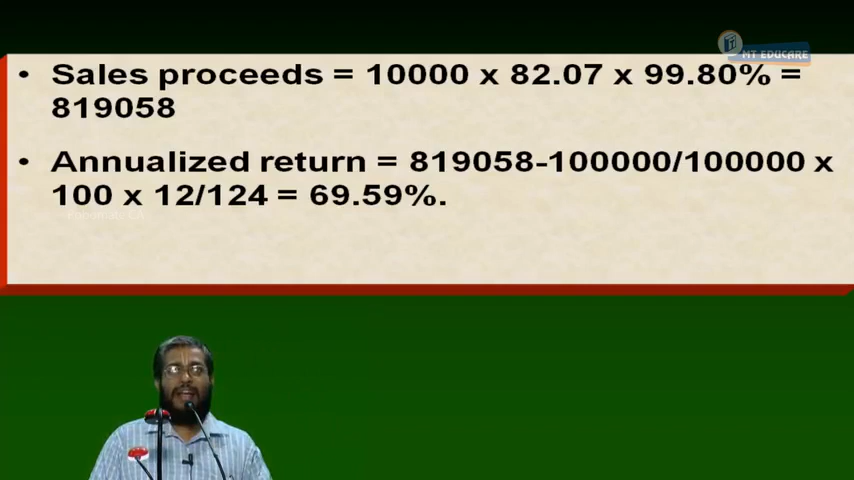 MT EDUCARE
• Sales proceeds = 10000 x 82.07 x 99.80% =
819058
• Annualized return = 819058-100000/100000 x
100 x 12/124 = 69.59%.